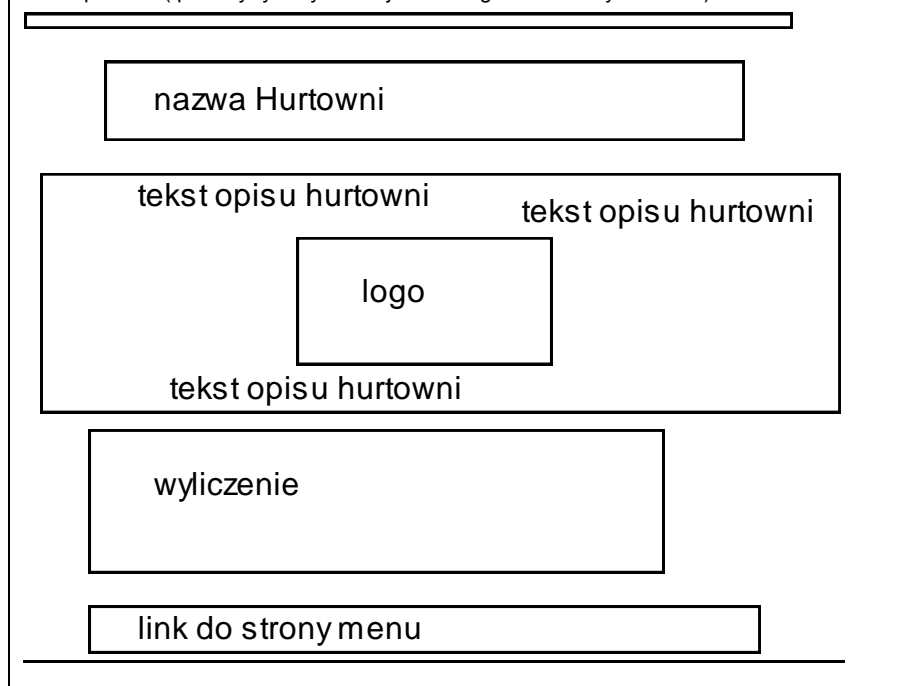 nazwa Hurtowni
tekst opisu hurtowni
tekst opisu hurtowni
logo
tekst opisu hurtowni
wyliczenie
link do strony menu